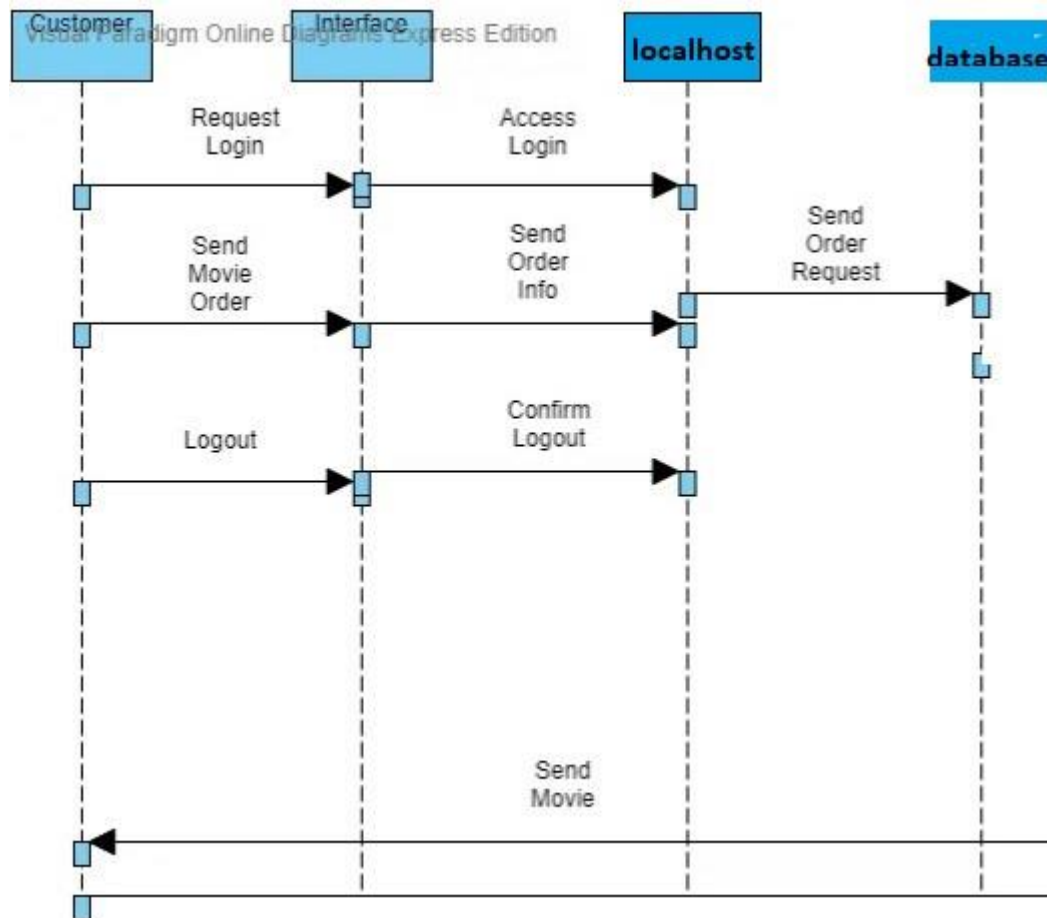 Customer
Interface
localhost
database
Visual Paradigm Online Diagrams Express Edition
Request
Login
Access
Login
Send
Movie
Order
Send
Order
Info
Send
Order
Request
Logout
Confirm
Logout
Send
Movie